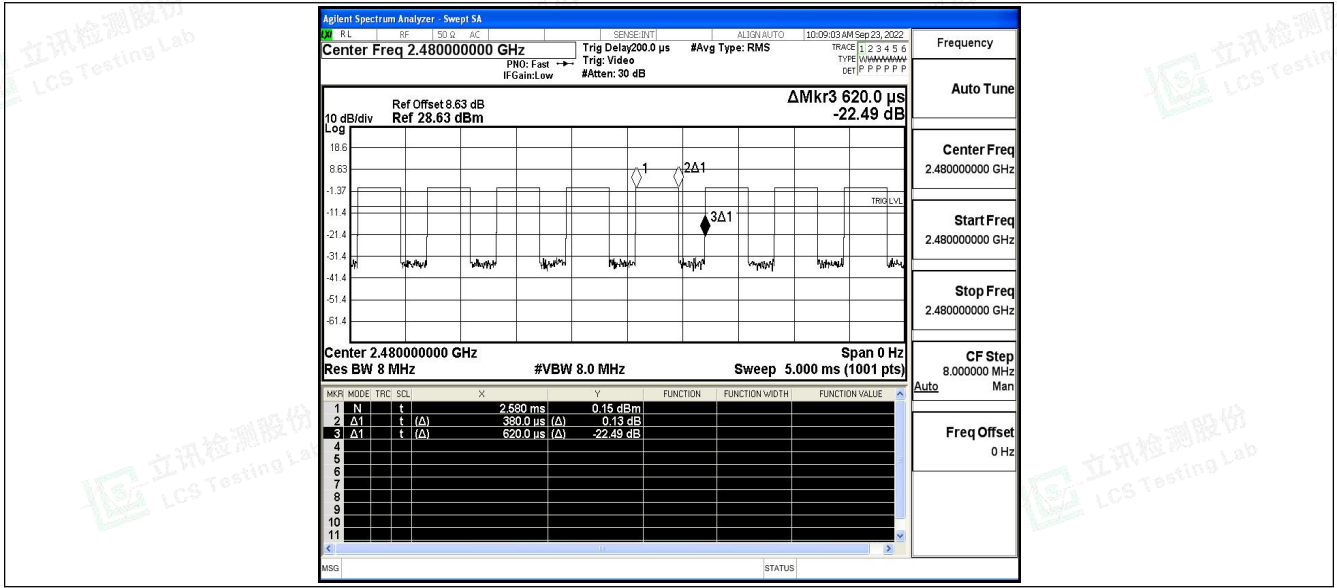 Agilent Spectrum Analyzer - Swept SA
LXI RL RF 50 Ω AC SENSE:INT ALIGN AUTO 10:09:03 AM Sep 23, 2022
Center Freq 2.480000000 GHz
PNO: Fast
IFGain:Low
Trig Delay200.0 µs
Trig: Video
#Atten: 30 dB
#Avg Type: RMS
TRACE 1 2 3 4 5 6
TYPE W
DET P P P P P P
Frequency
Auto Tune
Center Freq
2.480000000 GHz
Start Freq
2.480000000 GHz
Stop Freq
2.480000000 GHz
CF Step
8.000000 MHz
Auto Man
Freq Offset
0 Hz
ΔMkr3 620.0 µs
-22.49 dB
Ref Offset 8.63 dB
10 dB/div Ref 28.63 dBm
Log
18.6
8.63
-1.37
-11.4
-21.4
-31.4
-41.4
-51.4
-61.4
1
2Δ1
3Δ1
TRIG LVL
Center 2.480000000 GHz Span 0 Hz
Res BW 8 MHz #VBW 8.0 MHz Sweep 5.000 ms (1001 pts)
MKR MODE TRC SCL X Y FUNCTION FUNCTION WIDTH FUNCTION VALUE
1 N t 2.580 ms 0.15 dBm
2 Δ1 t (Δ) 380.0 µs (Δ) 0.13 dB
3 Δ1 t (Δ) 620.0 µs (Δ) -22.49 dB
4
5
6
7
8
9
10
11
MSG STATUS
立讯检测股份
LCS Testing Lab
立讯检测
LCS Testin
立讯检测股份
LCS Testing Lab
立讯检测股份
LCS Testing Lab